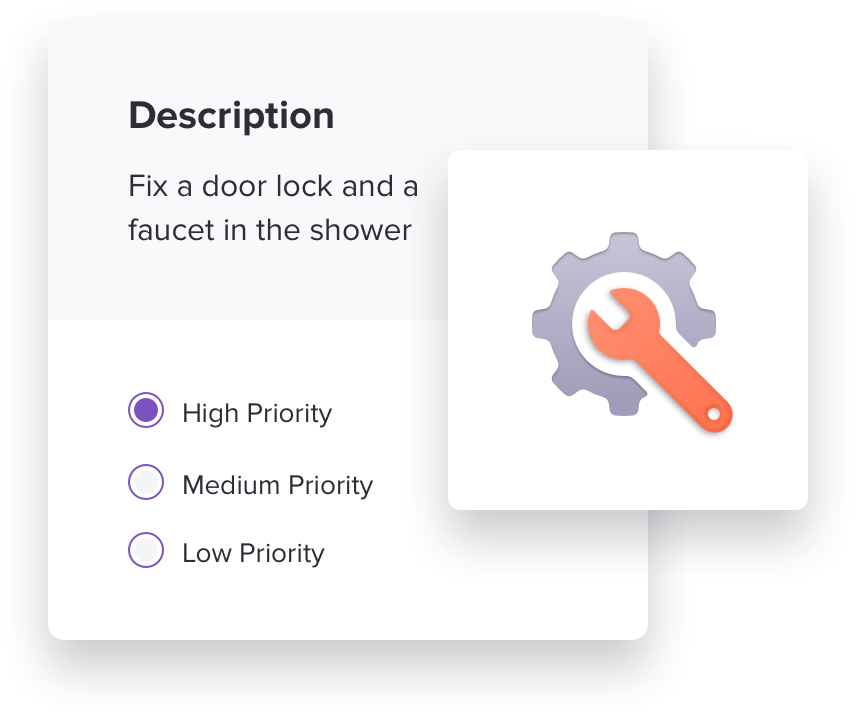 Description
Fix a door lock and a
faucet in the shower
High Priority
Medium Priority
Low Priority